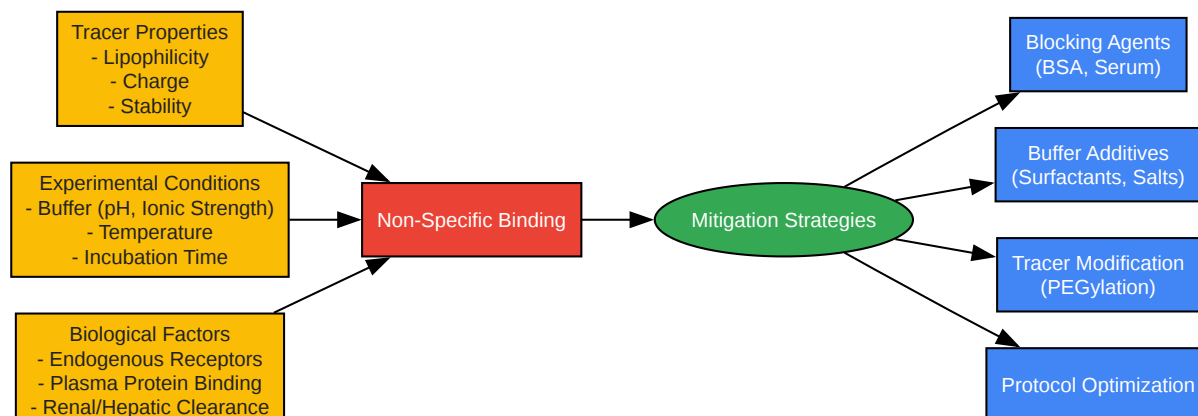 Tracer Properties
- Lipophilicity
- Charge
- Stability
Experimental Conditions
- Buffer (pH, Ionic Strength)
- Temperature
- Incubation Time
Biological Factors
- Endogenous Receptors
- Plasma Protein Binding
- Renal/Hepatic Clearance
Non-Specific Binding
Mitigation Strategies
Blocking Agents
(BSA, Serum)
Buffer Additives
(Surfactants, Salts)
Tracer Modification
(PEGylation)
Protocol Optimization